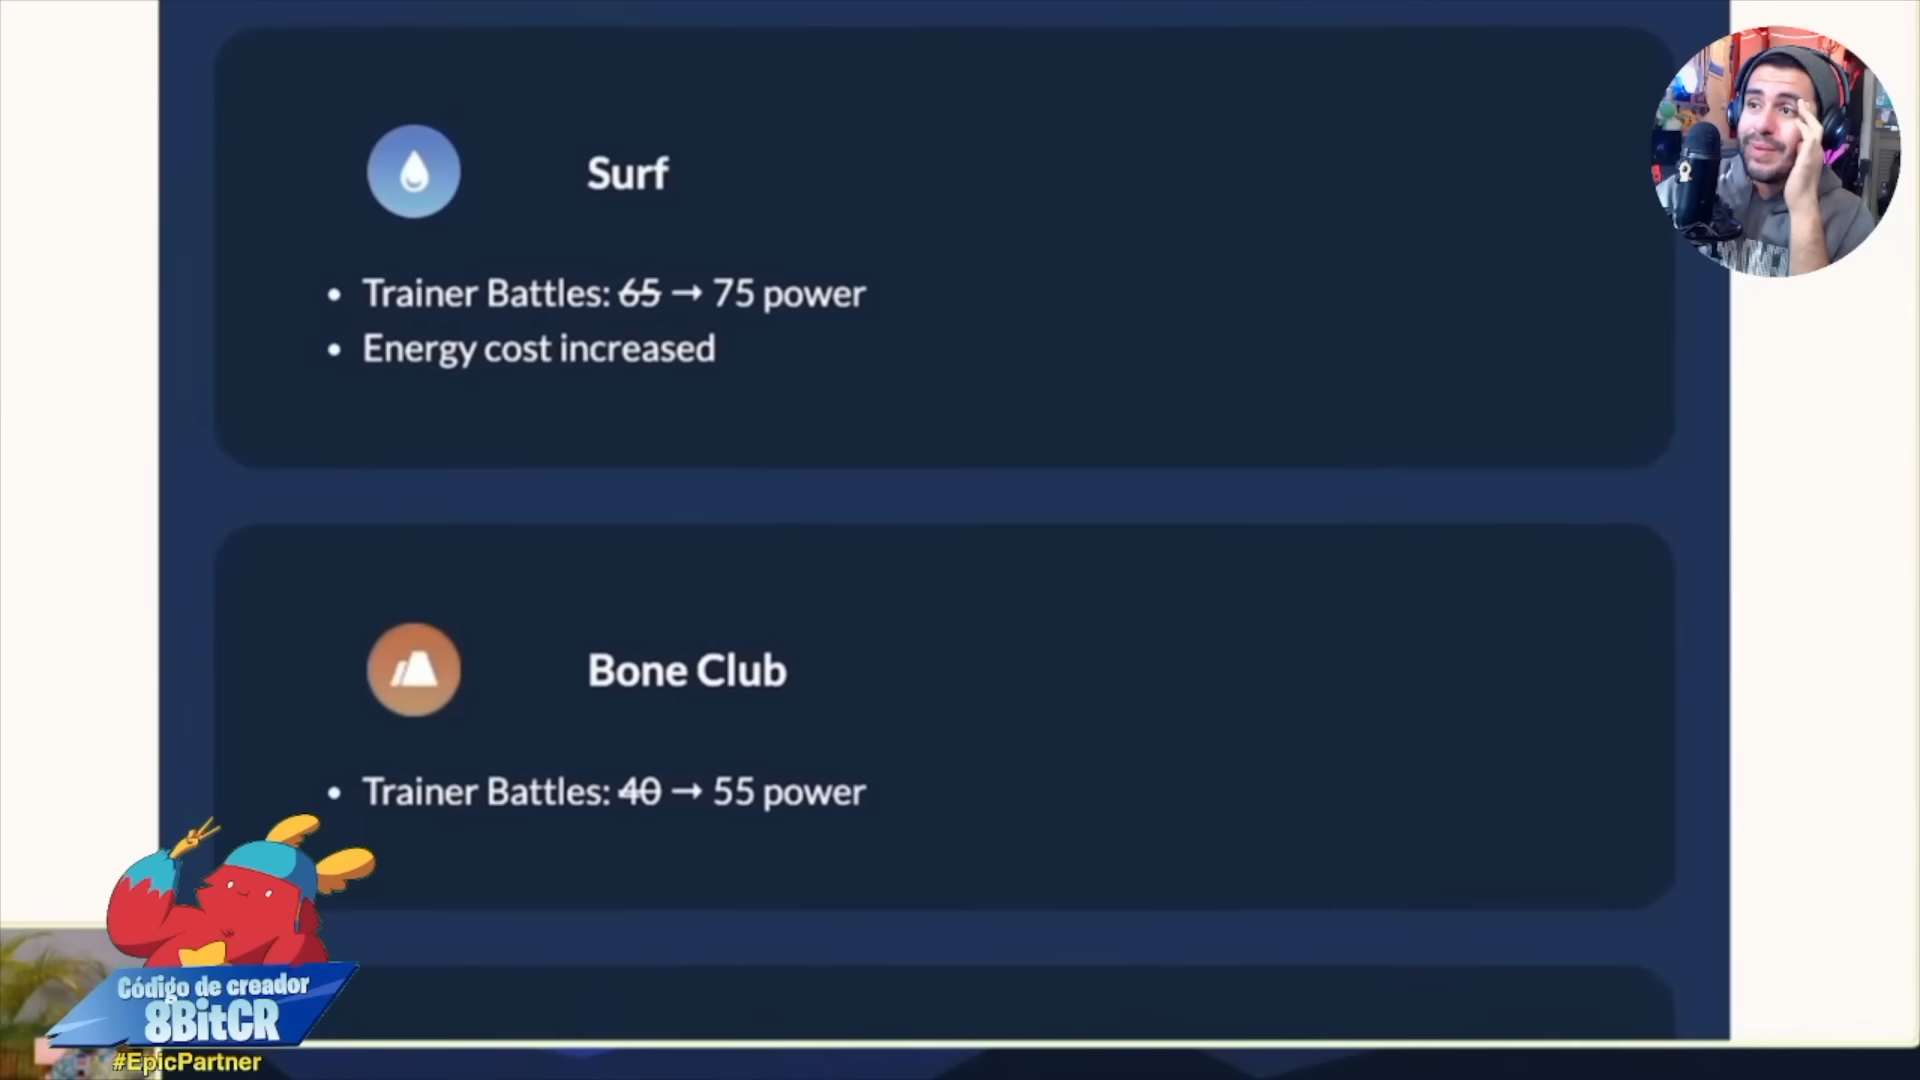 Surf
• Trainer Battles: 65 → 75 power
• Energy cost increased
Bone Club
• Trainer Battles: 40 → 55 power
Código de creador
8BitCR
#EpicPartner